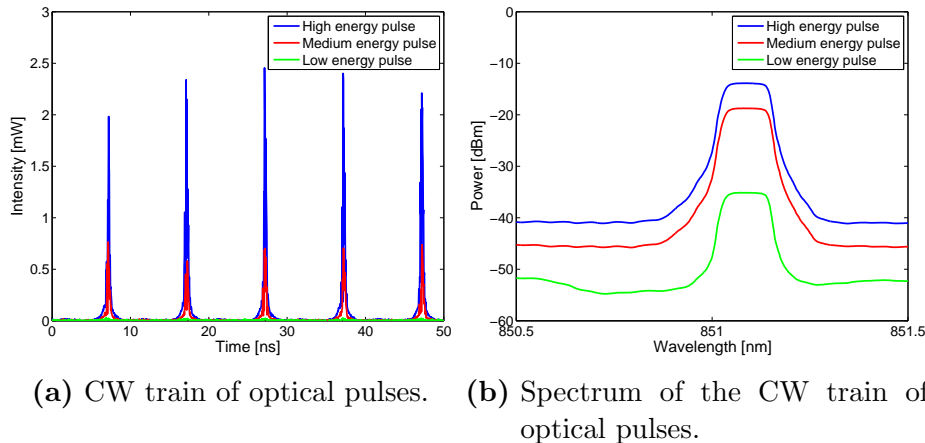 3
2.5
2
1.5
1
0.5
0
Intensity [mW]
High energy pulse
Medium energy pulse
Low energy pulse
0 10 20 30 40 50
Time [ns]
0
−10
−20
−30
−40
−50
−60
Power [dBm]
High energy pulse
Medium energy pulse
Low energy pulse
850.5 851 851.5
Wavelength [nm]
(a) CW train of optical pulses.
(b) Spectrum of the CW train of
optical pulses.